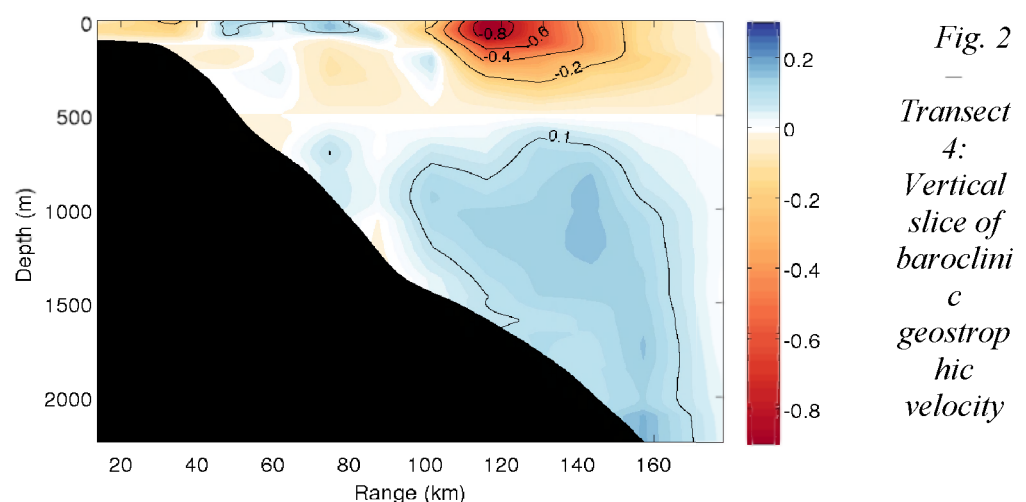 0
500
1000
1500
2000
Depth (m)
20
40
60
80
100
120
140
160
Range (km)
-0.8
-0.6
-0.4
-0.2
0.1
0.2
0
-0.2
-0.4
-0.6
-0.8
Fig. 2
–
Transect
4:
Vertical
slice of
baroclini
c
geostrop
hic
velocity